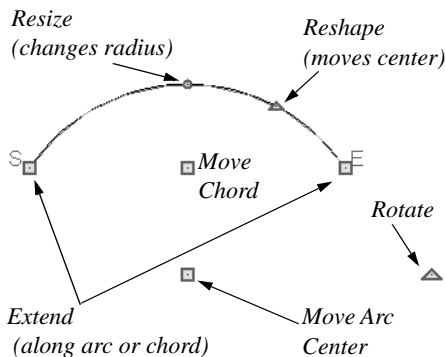 Resize
(changes radius)
Reshape
(moves center)
S
E
Move
Chord
Rotate
Extend
(along arc or chord)
Move Arc
Center